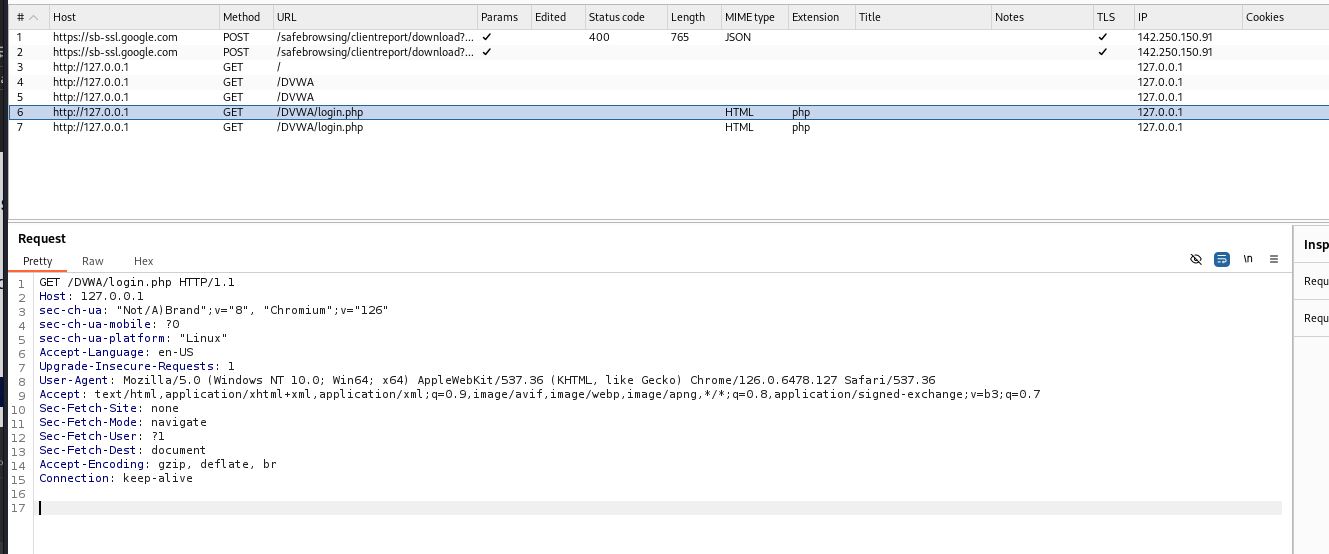 # Host Method URL Params Edited Status code Length MIME type Extension Title Notes TLS IP Cookies
1 https://sb-ssl.google.com POST /safebrowsing/clientreport/download?... ✓ 400 765 JSON ✓ 142.250.150.91
2 https://sb-ssl.google.com POST /safebrowsing/clientreport/download?... ✓ ✓ 142.250.150.91
3 http://127.0.0.1 GET / 127.0.0.1
4 http://127.0.0.1 GET /DVWA 127.0.0.1
5 http://127.0.0.1 GET /DVWA 127.0.0.1
6 http://127.0.0.1 GET /DVWA/login.php HTML php 127.0.0.1
7 http://127.0.0.1 GET /DVWA/login.php HTML php 127.0.0.1
Request
Insp
Pretty Raw Hex \n
Requ
Requ
1 GET /DVWA/login.php HTTP/1.1
2 Host: 127.0.0.1
3 sec-ch-ua: "Not/A)Brand";v="8", "Chromium";v="126"
4 sec-ch-ua-mobile: ?0
5 sec-ch-ua-platform: "Linux"
6 Accept-Language: en-US
7 Upgrade-Insecure-Requests: 1
8 User-Agent: Mozilla/5.0 (Windows NT 10.0; Win64; x64) AppleWebKit/537.36 (KHTML, like Gecko) Chrome/126.0.6478.127 Safari/537.36
9 Accept: text/html,application/xhtml+xml,application/xml;q=0.9,image/avif,image/webp,image/apng,*/*;q=0.8,application/signed-exchange;v=b3;q=0.7
10 Sec-Fetch-Site: none
11 Sec-Fetch-Mode: navigate
12 Sec-Fetch-User: ?1
13 Sec-Fetch-Dest: document
14 Accept-Encoding: gzip, deflate, br
15 Connection: keep-alive
16
17